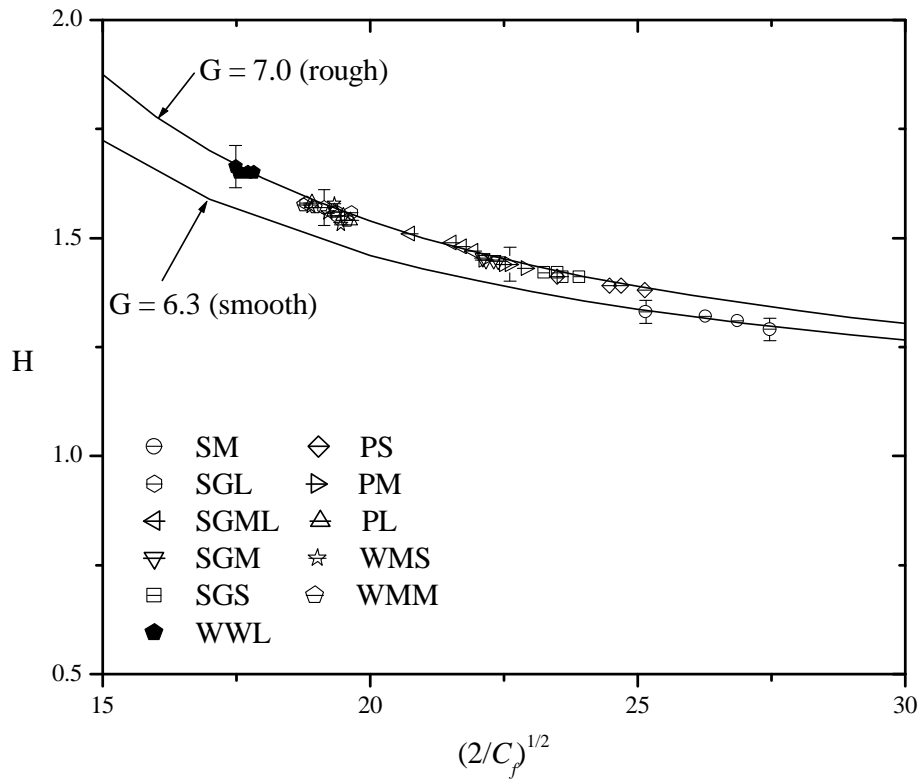 2.0
G = 7.0 (rough)
1.5
G = 6.3 (smooth)
H
1.0
SM
PS
SGL
PM
SGML
PL
SGM
WMS
SGS
WMM
WWL
0.5
15
20
25
30
(2/C_f)^{1/2}